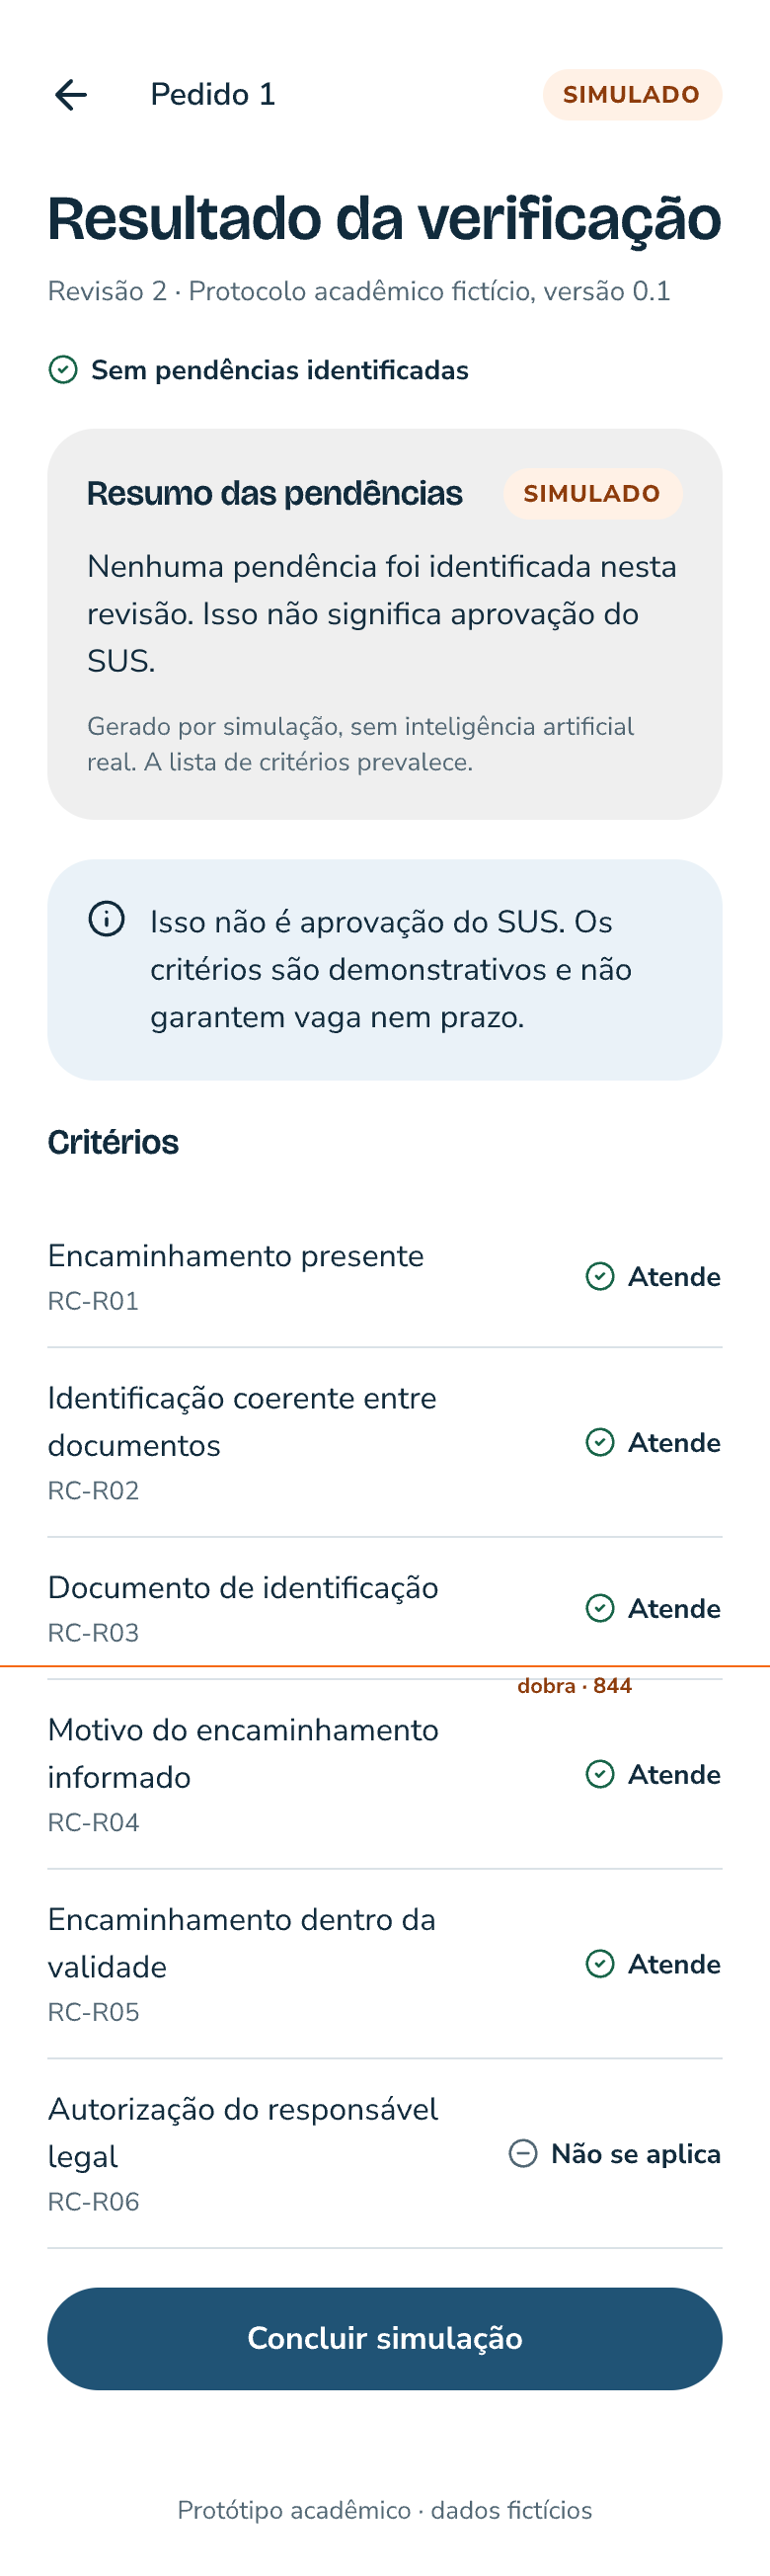 Pedido 1
SIMULADO
Resultado da verificação
Revisão 2 · Protocolo acadêmico fictício, versão 0.1
Sem pendências identificadas
Resumo das pendências
SIMULADO
Nenhuma pendência foi identificada nesta
revisão. Isso não significa aprovação do
SUS.
Gerado por simulação, sem inteligência artificial
real. A lista de critérios prevalece.
Isso não é aprovação do SUS. Os
critérios são demonstrativos e não
garantem vaga nem prazo.
Critérios
Encaminhamento presente
RC-R01
Atende
Identificação coerente entre
documentos
RC-R02
Atende
Documento de identificação
RC-R03
Atende
dobra · 844
Motivo do encaminhamento
informado
RC-R04
Atende
Encaminhamento dentro da
validade
RC-R05
Atende
Autorização do responsável
legal
RC-R06
Não se aplica
Concluir simulação
Protótipo acadêmico · dados fictícios